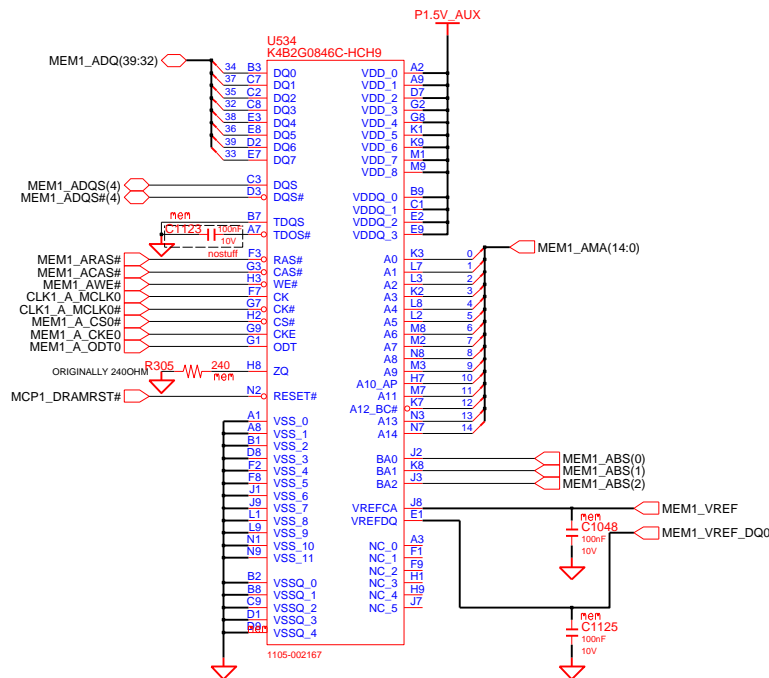 P1.5V_AUX
U534
K4B2G0846C-HCH9
MEM1_ADQ(39:32)
34 B3 DQ0 VDD_0 A2
37 C7 DQ1 VDD_1 A9
35 C2 DQ2 VDD_2 D7
32 C8 DQ3 VDD_3 G2
38 E3 DQ4 VDD_4 G8
36 E8 DQ5 VDD_5 K1
39 D2 DQ6 VDD_6 K9
33 E7 DQ7 VDD_7 M1
VDD_8 M9
MEM1_ADQS(4) C3 DQS VDDQ_0 B9
MEM1_ADQS#(4) D3 DQS# VDDQ_1 C1
mem B7 TDQS VDDQ_2 E2
C1123 100nF A7 TDOS# VDDQ_3 E9
10V
nostuff
MEM1_ARAS# F3 RAS# A0 K3 0 MEM1_AMA(14:0)
MEM1_ACAS# G3 CAS# A1 L7 1
MEM1_AWE# H3 WE# A2 L3 2
CLK1_A_MCLK0 F7 CK A3 K2 3
CLK1_A_MCLK0# G7 CK# A4 L8 4
MEM1_A_CS0# H2 CS# A5 L2 5
MEM1_A_CKE0 G9 CKE A6 M8 6
MEM1_A_ODT0 G1 ODT A7 M2 7
A8 N8 8
ORIGINALLY 240OHM R305 240 mem H8 ZQ A9 M3 9
A10_AP H7 10
MCP1_DRAMRST# N2 RESET# A11 M7 11
A12_BC# K7 12
A1 VSS_0 A13 N3 13
A8 VSS_1 A14 N7 14
B1 VSS_2
D8 VSS_3 BA0 J2 MEM1_ABS(0)
F2 VSS_4 BA1 K8 MEM1_ABS(1)
F8 VSS_5 BA2 J3 MEM1_ABS(2)
J1 VSS_6
J9 VSS_7 VREFCA J8 MEM1_VREF
L1 VSS_8 VREFDQ E1
L9 VSS_9 mem
C1048 MEM1_VREF_DQ0
100nF
10V
N1 VSS_10 NC_0 A3
N9 VSS_11 NC_1 F1
NC_2 F9
B2 VSSQ_0 NC_3 H1
B8 VSSQ_1 NC_4 H9
C9 VSSQ_2 NC_5 J7
D1 VSSQ_3
D9 mem VSSQ_4
mem
C1125
100nF
10V
1105-002167